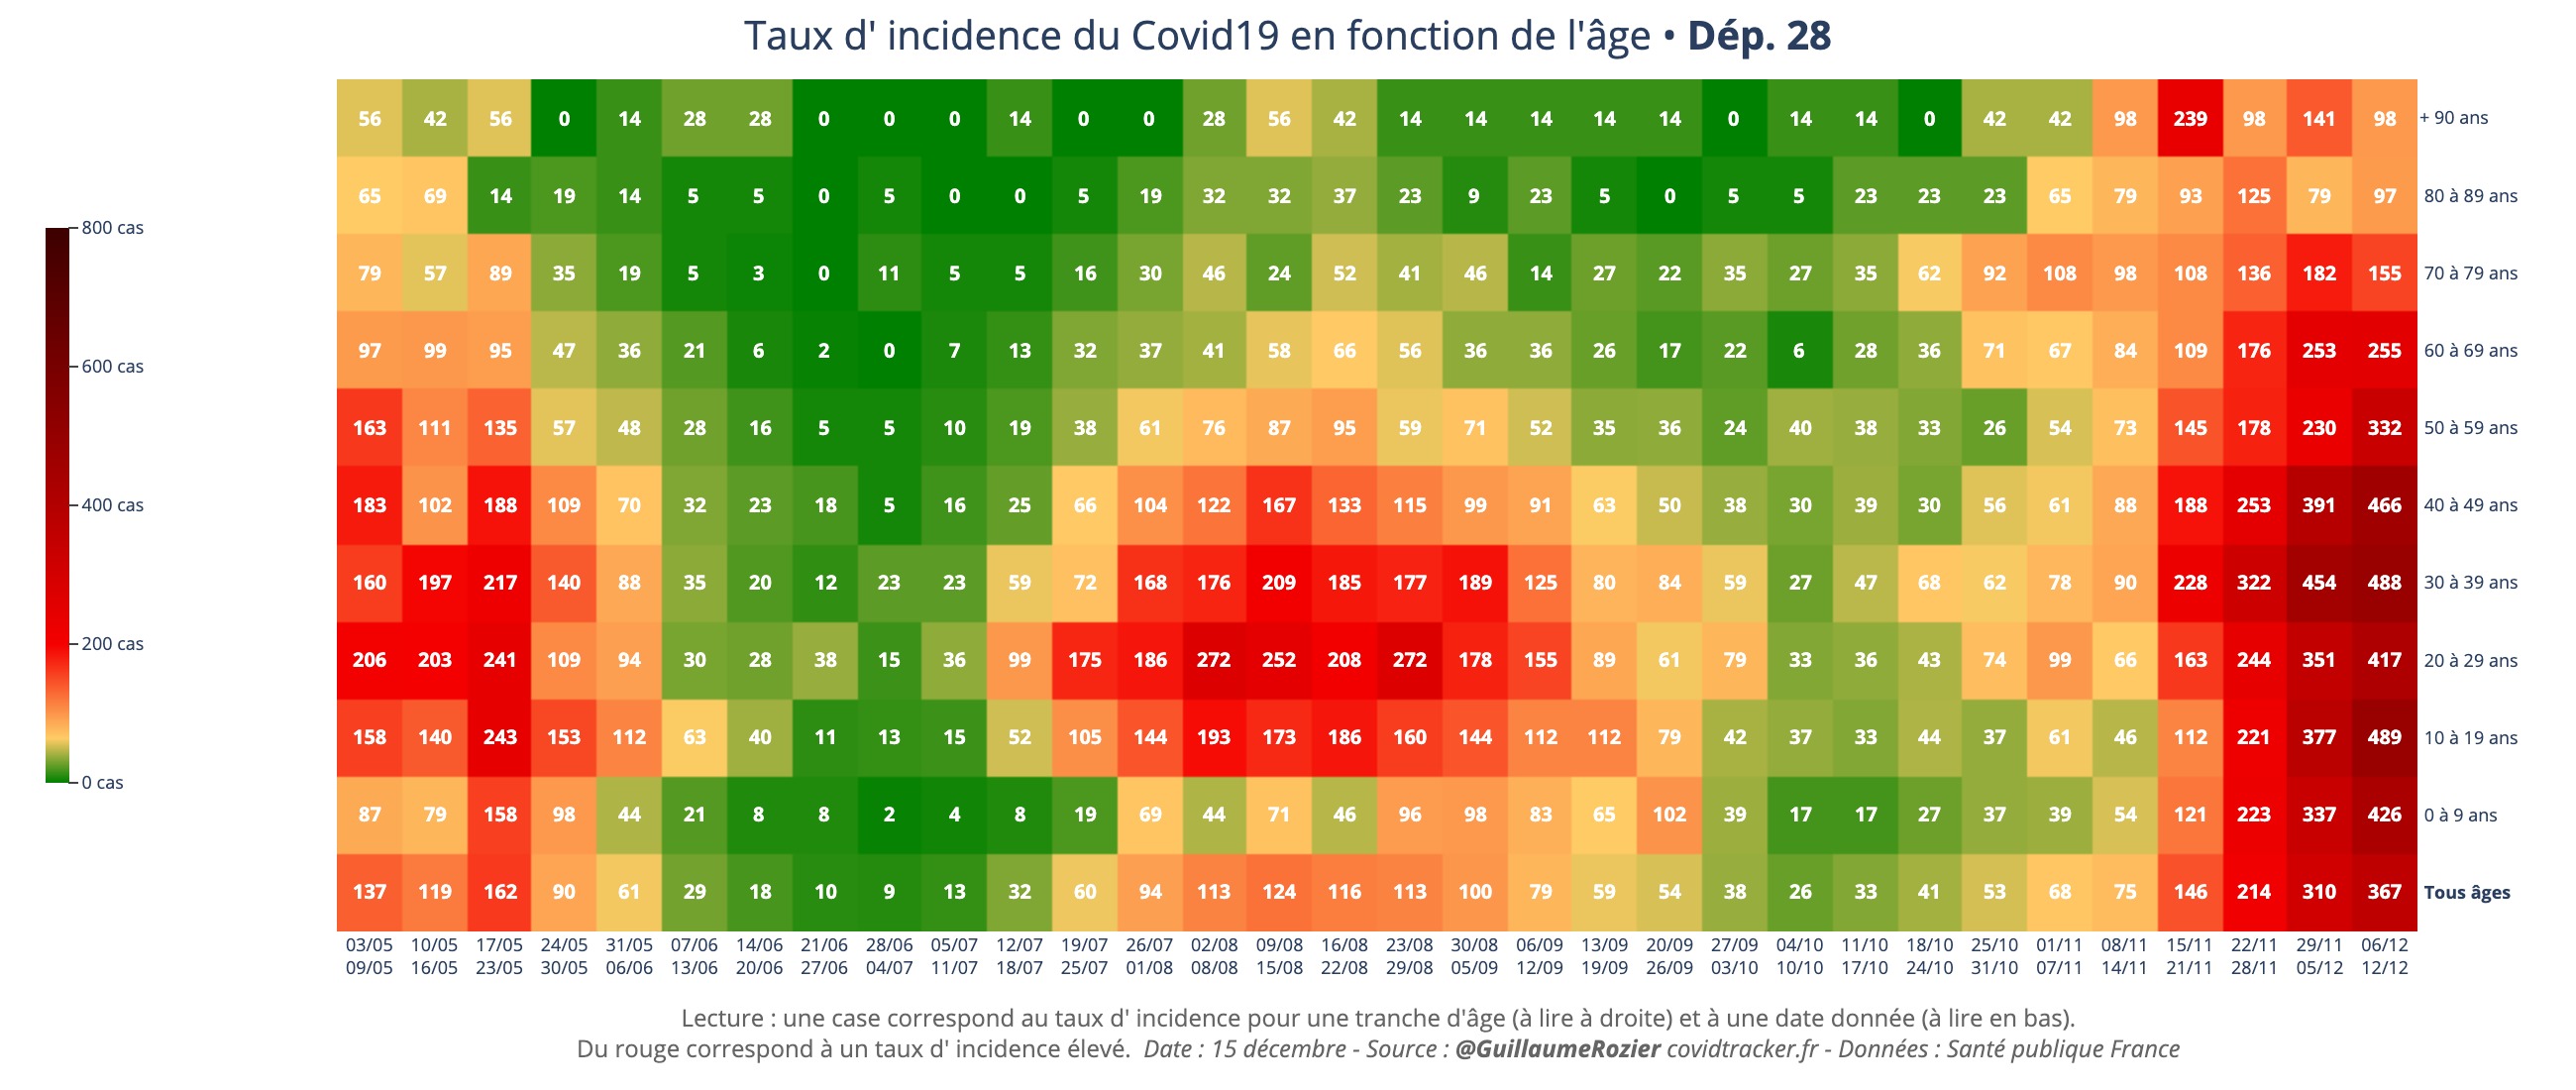 Taux d' incidence du Covid19 en fonction de l'âge • Dép. 28
800 cas
600 cas
400 cas
200 cas
0 cas
56 42 56 0 14 28 28 0 0 0 14 0 0 28 56 42 14 14 14 14 14 0 14 14 0 42 42 98 239 98 141 98 + 90 ans
65 69 14 19 14 5 5 0 5 0 0 5 19 32 32 37 23 9 23 5 0 5 5 23 23 23 65 79 93 125 79 97 80 à 89 ans
79 57 89 35 19 5 3 0 11 5 5 16 30 46 24 52 41 46 14 27 22 35 27 35 62 92 108 98 108 136 182 155 70 à 79 ans
97 99 95 47 36 21 6 2 0 7 13 32 37 41 58 66 56 36 36 26 17 22 6 28 36 71 67 84 109 176 253 255 60 à 69 ans
163 111 135 57 48 28 16 5 5 10 19 38 61 76 87 95 59 71 52 35 36 24 40 38 33 26 54 73 145 178 230 332 50 à 59 ans
183 102 188 109 70 32 23 18 5 16 25 66 104 122 167 133 115 99 91 63 50 38 30 39 30 56 61 88 188 253 391 466 40 à 49 ans
160 197 217 140 88 35 20 12 23 23 59 72 168 176 209 185 177 189 125 80 84 59 27 47 68 62 78 90 228 322 454 488 30 à 39 ans
206 203 241 109 94 30 28 38 15 36 99 175 186 272 252 208 272 178 155 89 61 79 33 36 43 74 99 66 163 244 351 417 20 à 29 ans
158 140 243 153 112 63 40 11 13 15 52 105 144 193 173 186 160 144 112 112 79 42 37 33 44 37 61 46 112 221 377 489 10 à 19 ans
87 79 158 98 44 21 8 8 2 4 8 19 69 44 71 46 96 98 83 65 102 39 17 17 27 37 39 54 121 223 337 426 0 à 9 ans
137 119 162 90 61 29 18 10 9 13 32 60 94 113 124 116 113 100 79 59 54 38 26 33 41 53 68 75 146 214 310 367 Tous âges
03/05 10/05 17/05 24/05 31/05 07/06 14/06 21/06 28/06 05/07 12/07 19/07 26/07 02/08 09/08 16/08 23/08 30/08 06/09 13/09 20/09 27/09 04/10 11/10 18/10 25/10 01/11 08/11 15/11 22/11 29/11 06/12
09/05 16/05 23/05 30/05 06/06 13/06 20/06 27/06 04/07 11/07 18/07 25/07 01/08 08/08 15/08 22/08 29/08 05/09 12/09 19/09 26/09 03/10 10/10 17/10 24/10 31/10 07/11 14/11 21/11 28/11 05/12 12/12
Lecture : une case correspond au taux d' incidence pour une tranche d'âge (à lire à droite) et à une date donnée (à lire en bas).
Du rouge correspond à un taux d' incidence élevé. Date : 15 décembre - Source : @GuillaumeRozier covidtracker.fr - Données : Santé publique France